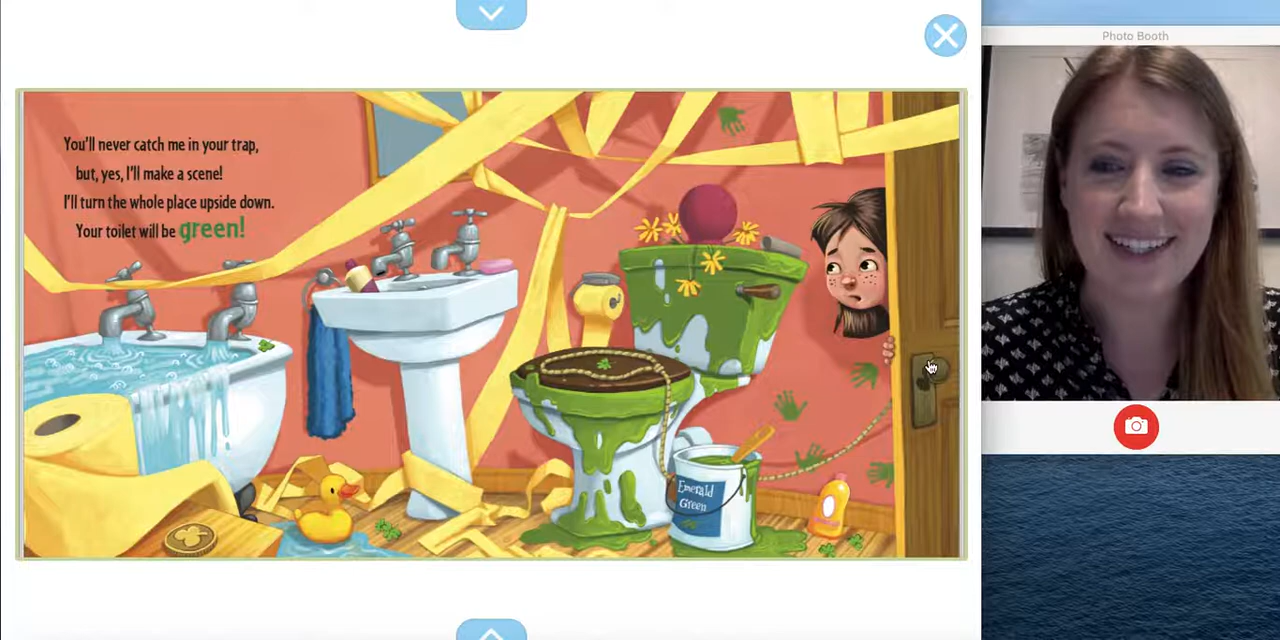 Photo Booth
You'll never catch me in your trap,
but, yes, I'll make a scene!
I'll turn the whole place upside down.
Your toilet will be green!
Emerald
Green